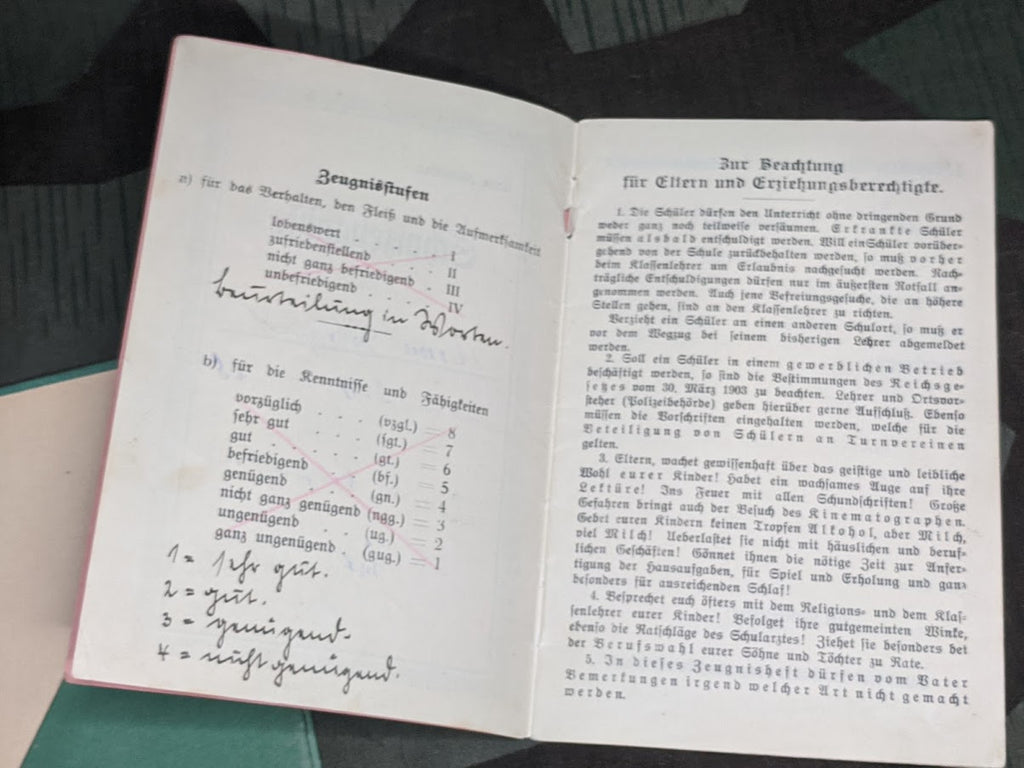 Zeugnisstufen
a) für das Verhalten, den Fleiß und die Aufmerksamkeit
lobenswert . . . . . I
zufriedenstellend . . . II
nicht ganz befriedigend . III
unbefriedigend . . . . IV
Beurteilung in Worten.
b) für die Kenntnisse und Fähigkeiten
vorzüglich . . . (vzgl.) = 8
sehr gut . . . . (sgt.) = 7
gut . . . . . (gt.) = 6
befriedigend . . (bf.) = 5
genügend . . . (gn.) = 4
nicht ganz genügend (ngg.) = 3
ungenügend . . . (ug.) = 2
ganz ungenügend . (gug.) = 1
1 = sehr gut.
2 = gut.
3 = genügend.
4 = nicht genügend.
Zur Beachtung
für Eltern und Erziehungsberechtigte.
1. Die Schüler dürfen den Unterricht ohne dringenden Grund
weder ganz noch teilweise versäumen. Erkrankte Schüler
müssen alsbald entschuldigt werden. Will ein Schüler vorüber-
gehend von der Schule zurückbehalten werden, so muß vorher
beim Klassenlehrer um Erlaubnis nachgesucht werden. Nach-
trägliche Entschuldigungen dürfen nur im äußersten Notfall an-
genommen werden. Auch jene Befreiungsgesuche, die an höhere
Stellen gehen, sind an den Klassenlehrer zu richten.
Verzieht ein Schüler an einen anderen Schulort, so muß er
vor dem Wegzug bei seinem bisherigen Lehrer abgemeldet
werden.
2. Soll ein Schüler in einem gewerblichen Betrieb
beschäftigt werden, so sind die Bestimmungen des Reichsge-
setzes vom 30. März 1903 zu beachten. Lehrer und Ortsvor-
steher (Polizeibehörde) geben hierüber gerne Aufschluß. Ebenso
müssen die Vorschriften eingehalten werden, welche für die
Beteiligung von Schülern an Turnvereinen
gelten.
3. Eltern, wachet gewissenhaft über das geistige und leibliche
Wohl eurer Kinder! Habet ein wachsames Auge auf ihre
Lektüre! Ins Feuer mit allen Schundschriften! Große
Gefahren bringt auch der Besuch des Kinematographen.
Gebet euren Kindern keinen Tropfen Alkohol, aber Milch,
viel Milch! Ueberlastet sie nicht mit häuslichen und beruf-
lichen Geschäften! Gönnet ihnen die nötige Zeit zur Anfer-
tigung der Hausaufgaben, für Spiel und Erholung und ganz
besonders für ausreichenden Schlaf!
4. Besprechet euch öfters mit dem Religions- und dem Klas-
senlehrer eurer Kinder! Befolget ihre gutgemeinten Winke,
ebenso die Ratschläge des Schularztes! Ziehet sie besonders bei
der Berufswahl eurer Söhne und Töchter zu Rate.
5. In dieses Zeugnisheft dürfen vom Vater
Bemerkungen irgend welcher Art nicht gemacht
werden.